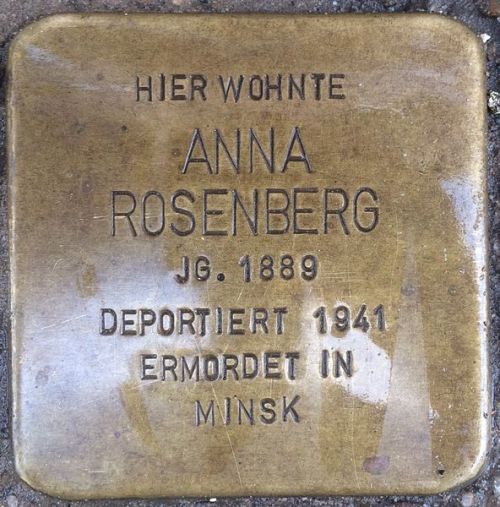 HIER WOHNTE
ANNA
ROSENBERG
JG. 1889
DEPORTIERT 1941
ERMORDET IN
MINSK